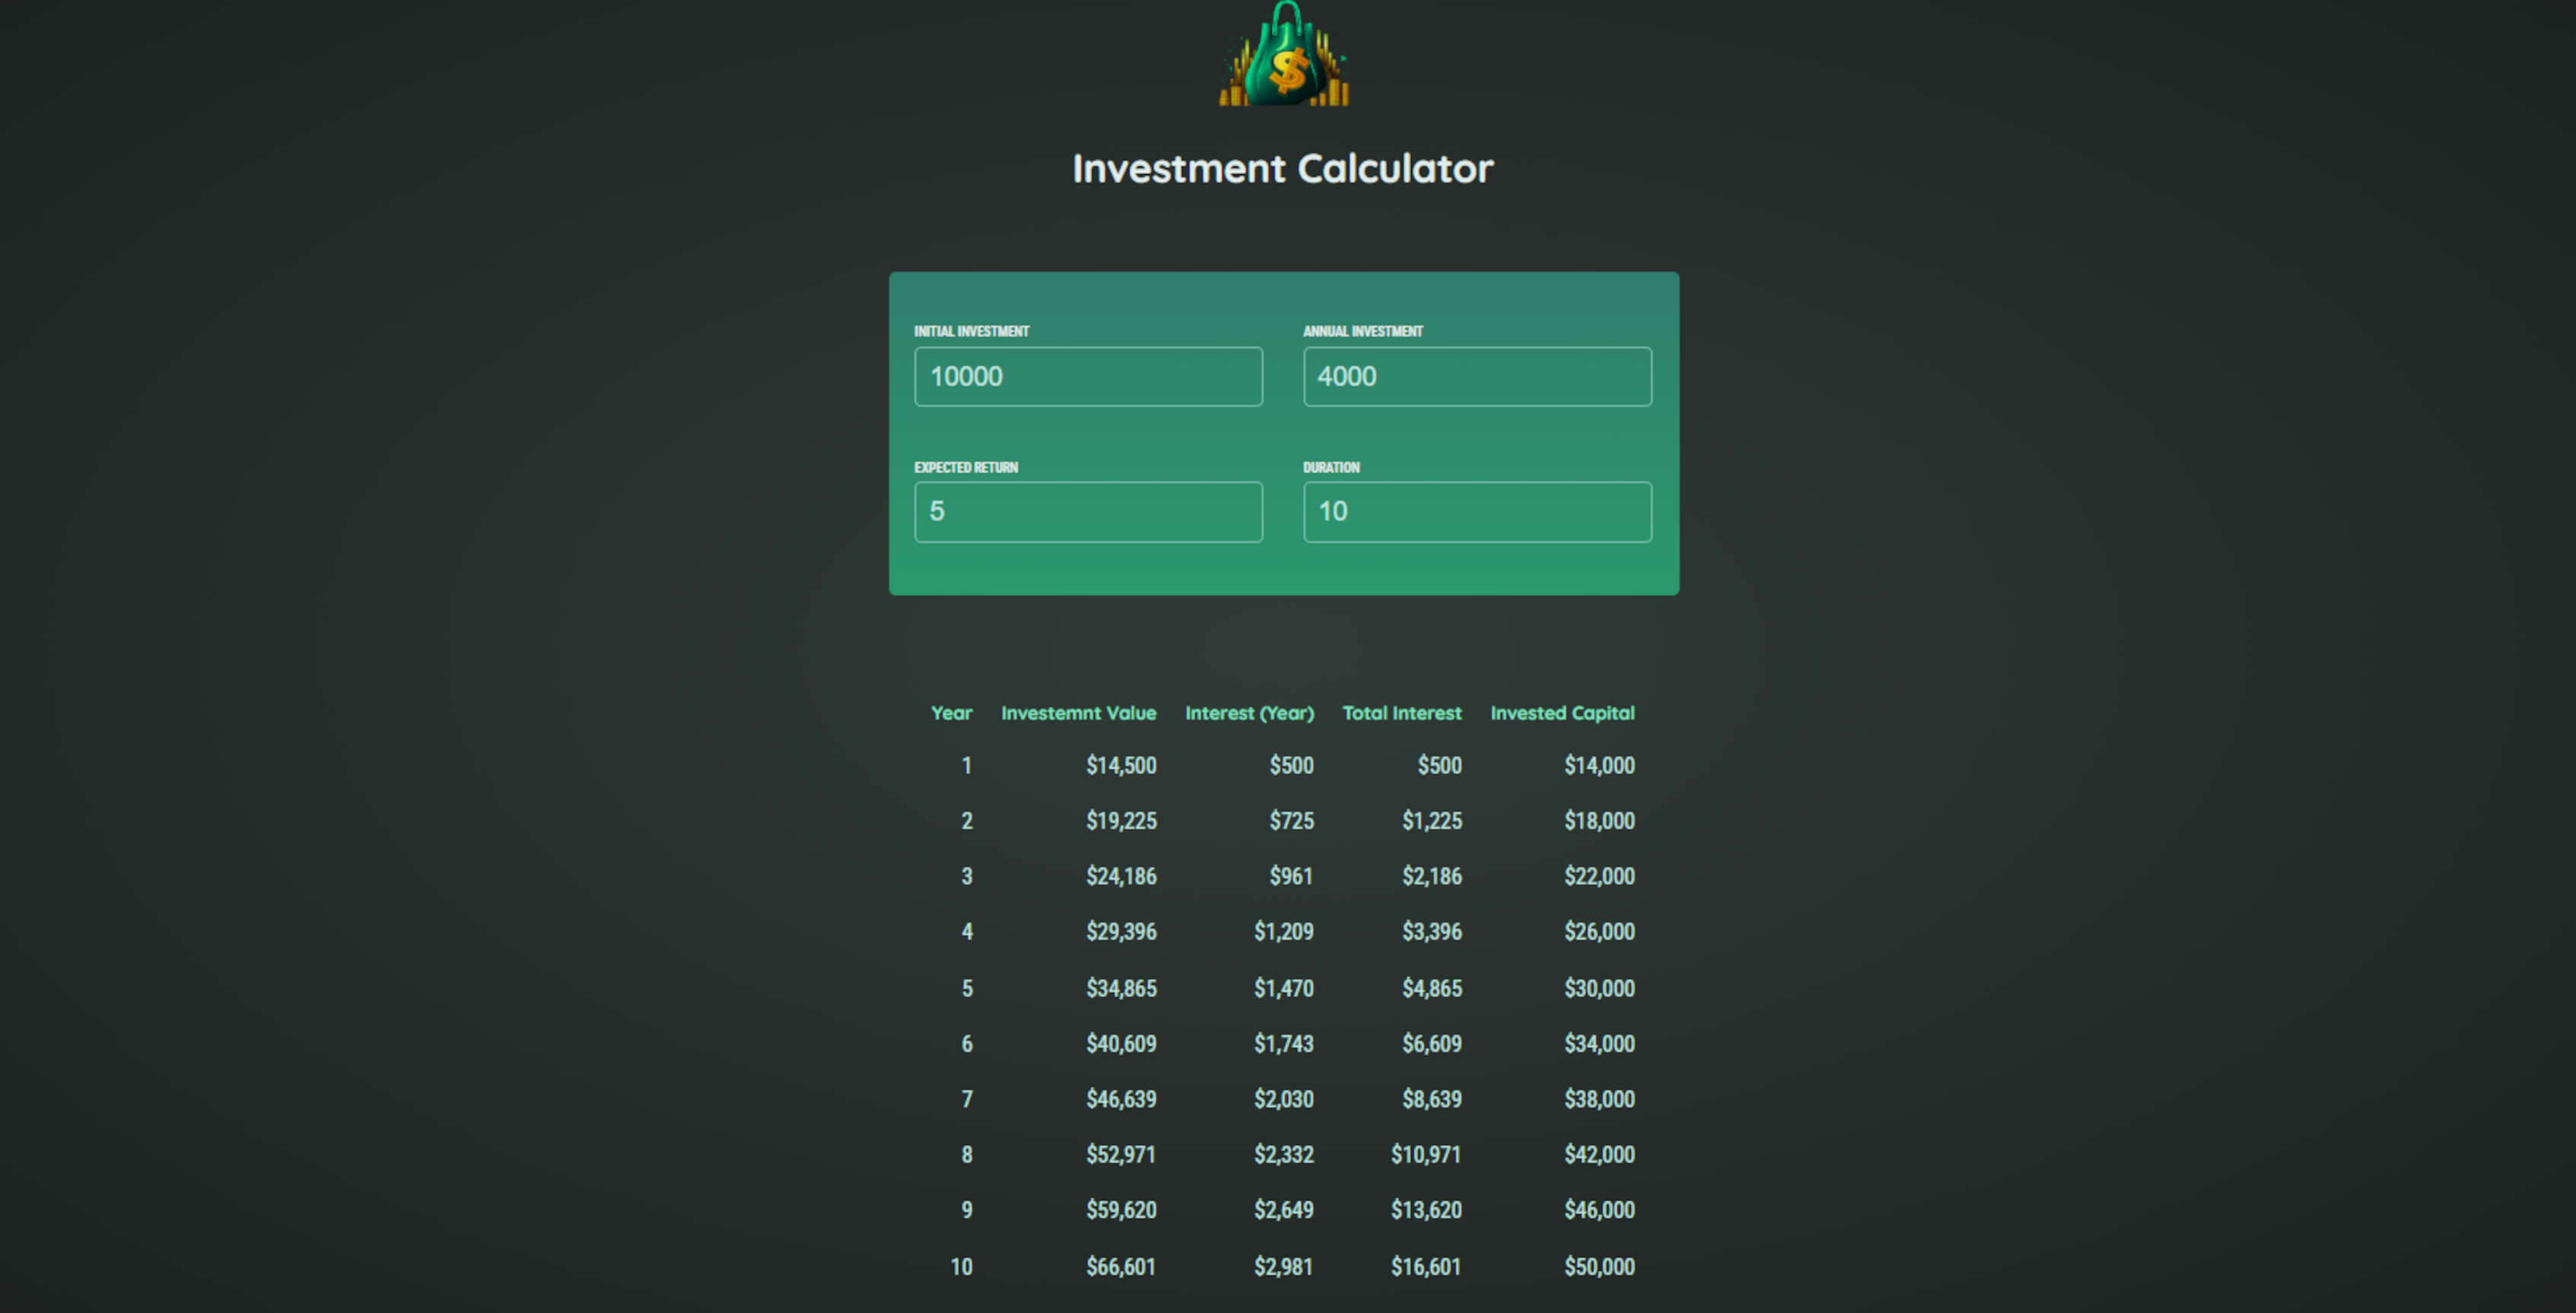 $
Investment Calculator
INITIAL INVESTMENT ANNUAL INVESTMENT
10000 4000
EXPECTED RETURN DURATION
5 10
Year Investemnt Value Interest (Year) Total Interest Invested Capital
1 $14,500 $500 $500 $14,000
2 $19,225 $725 $1,225 $18,000
3 $24,186 $961 $2,186 $22,000
4 $29,396 $1,209 $3,396 $26,000
5 $34,865 $1,470 $4,865 $30,000
6 $40,609 $1,743 $6,609 $34,000
7 $46,639 $2,030 $8,639 $38,000
8 $52,971 $2,332 $10,971 $42,000
9 $59,620 $2,649 $13,620 $46,000
10 $66,601 $2,981 $16,601 $50,000